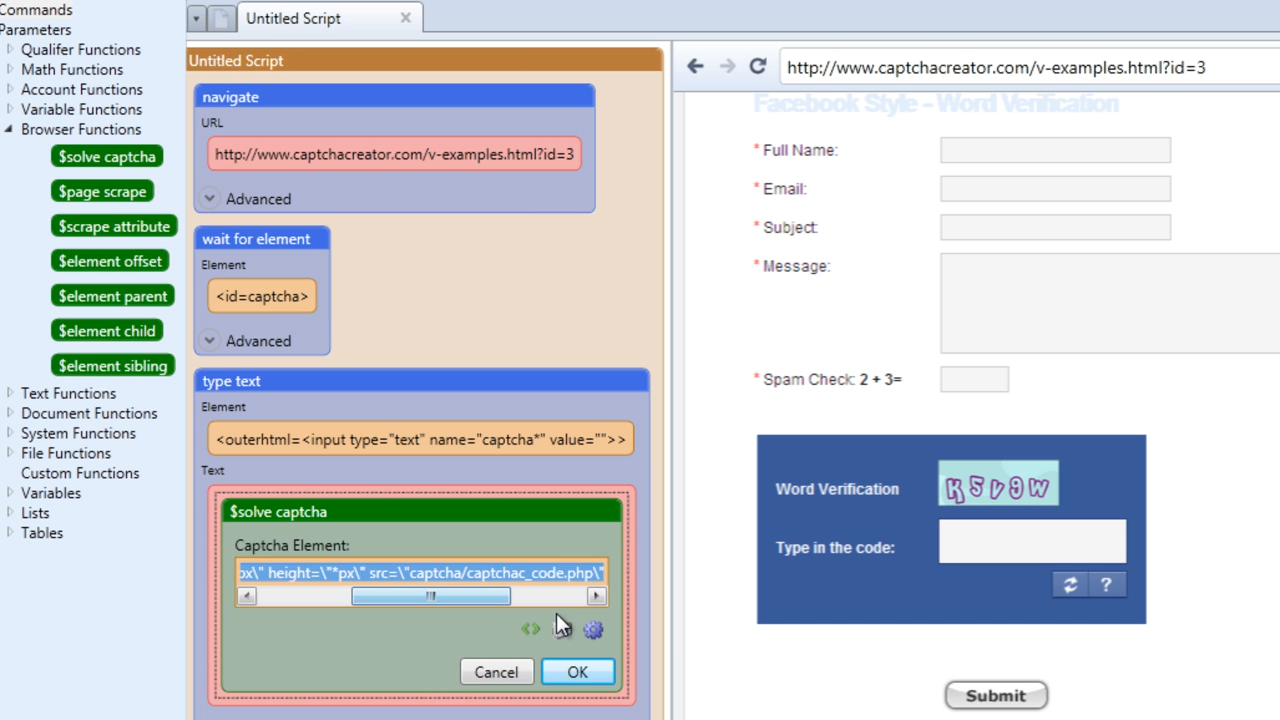 Commands
Parameters
Qualifer Functions
Math Functions
Account Functions
Variable Functions
Browser Functions
$solve captcha
$page scrape
$scrape attribute
$element offset
$element parent
$element child
$element sibling
Text Functions
Document Functions
System Functions
File Functions
Custom Functions
Variables
Lists
Tables
Untitled Script
Untitled Script
navigate
URL
http://www.captchacreator.com/v-examples.html?id=3
Advanced
wait for element
Element
<id=captcha>
Advanced
type text
Element
<outerhtml=<input type="text" name="captcha*" value="">>
Text
$solve captcha
Captcha Element:
px\" height=\"*px\" src=\"captcha/captchac_code.php\"
Cancel
OK
http://www.captchacreator.com/v-examples.html?id=3
Facebook Style - Word Verification
* Full Name:
* Email:
* Subject:
* Message:
* Spam Check: 2 + 3=
Word Verification
K5v9W
Type in the code:
?
Submit